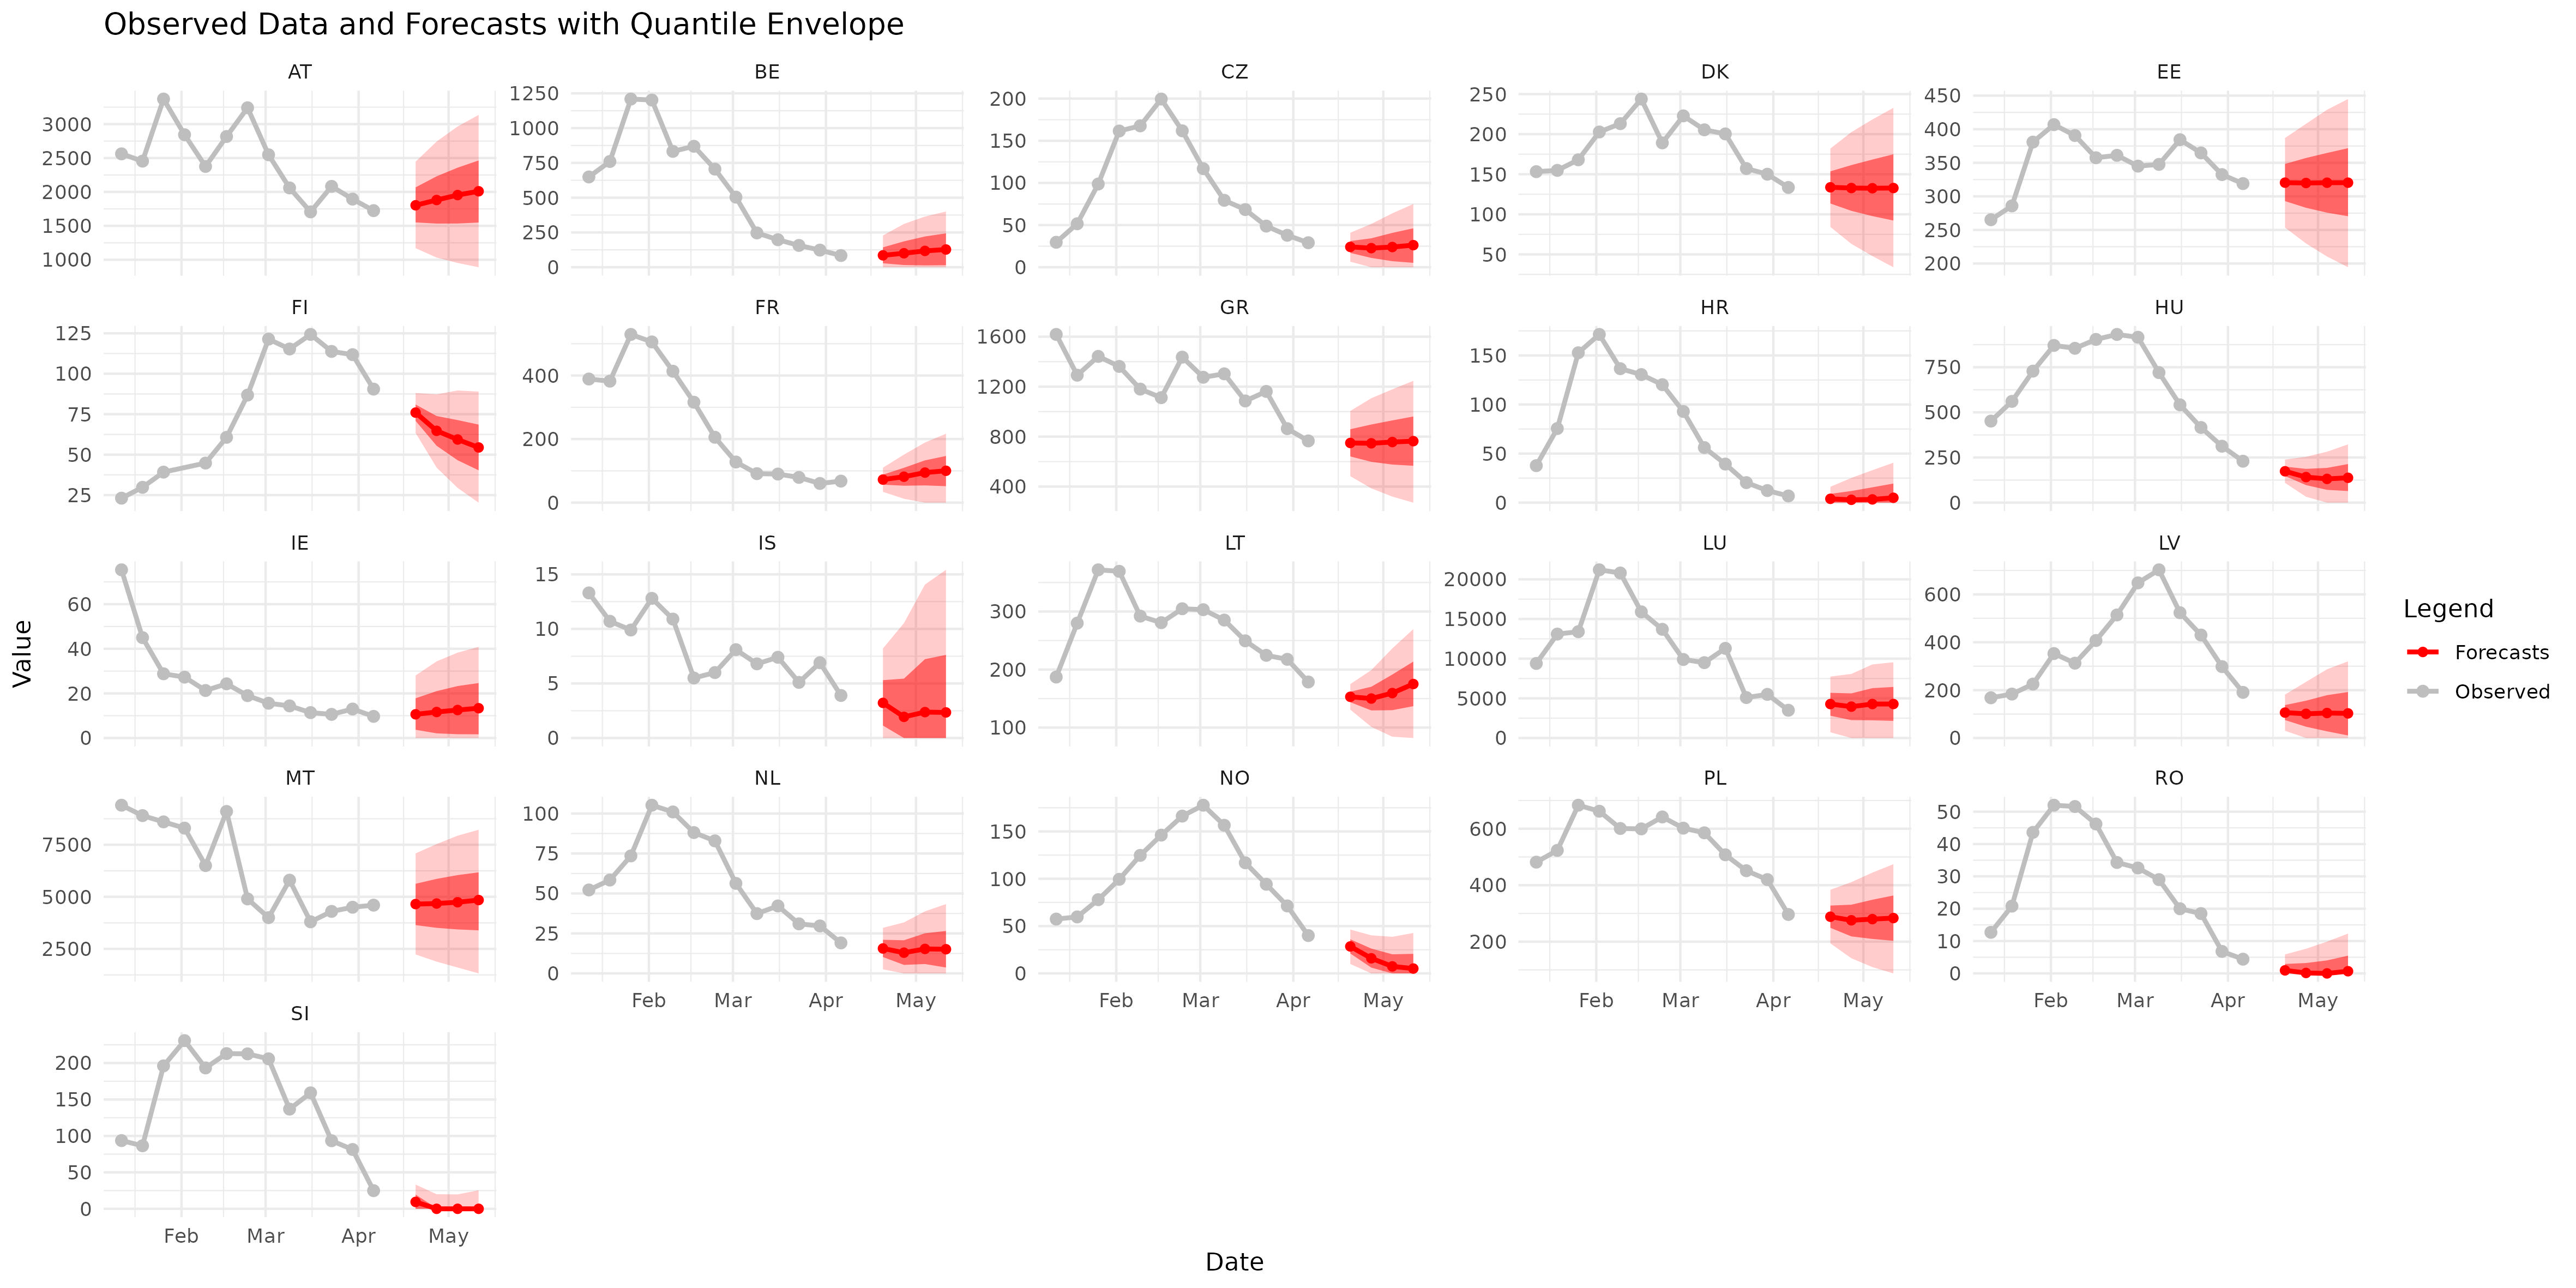 Observed Data and Forecasts with Quantile Envelope
AT
3000
2500
2000
1500
1000
BE
1250
1000
750
500
250
0
CZ
200
150
100
50
0
DK
250
200
150
100
50
EE
450
400
350
300
250
200
FI
125
100
75
50
25
FR
400
200
0
GR
1600
1200
800
400
HR
150
100
50
0
HU
750
500
250
0
IE
60
40
20
0
IS
15
10
5
0
LT
300
200
100
LU
20000
15000
10000
5000
0
LV
600
400
200
0
MT
7500
5000
2500
NL
100
75
50
25
0
Feb Mar Apr May
NO
150
100
50
0
Feb Mar Apr May
PL
600
400
200
Feb Mar Apr May
RO
50
40
30
20
10
0
Feb Mar Apr May
SI
200
150
100
50
0
Feb Mar Apr May
Value
Date
Legend
Forecasts
Observed